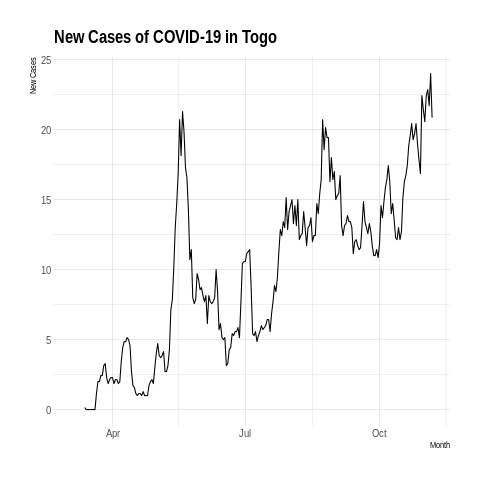 New Cases of COVID-19 in Togo
New Cases
25
20
15
10
5
0
Apr
Jul
Oct
Month